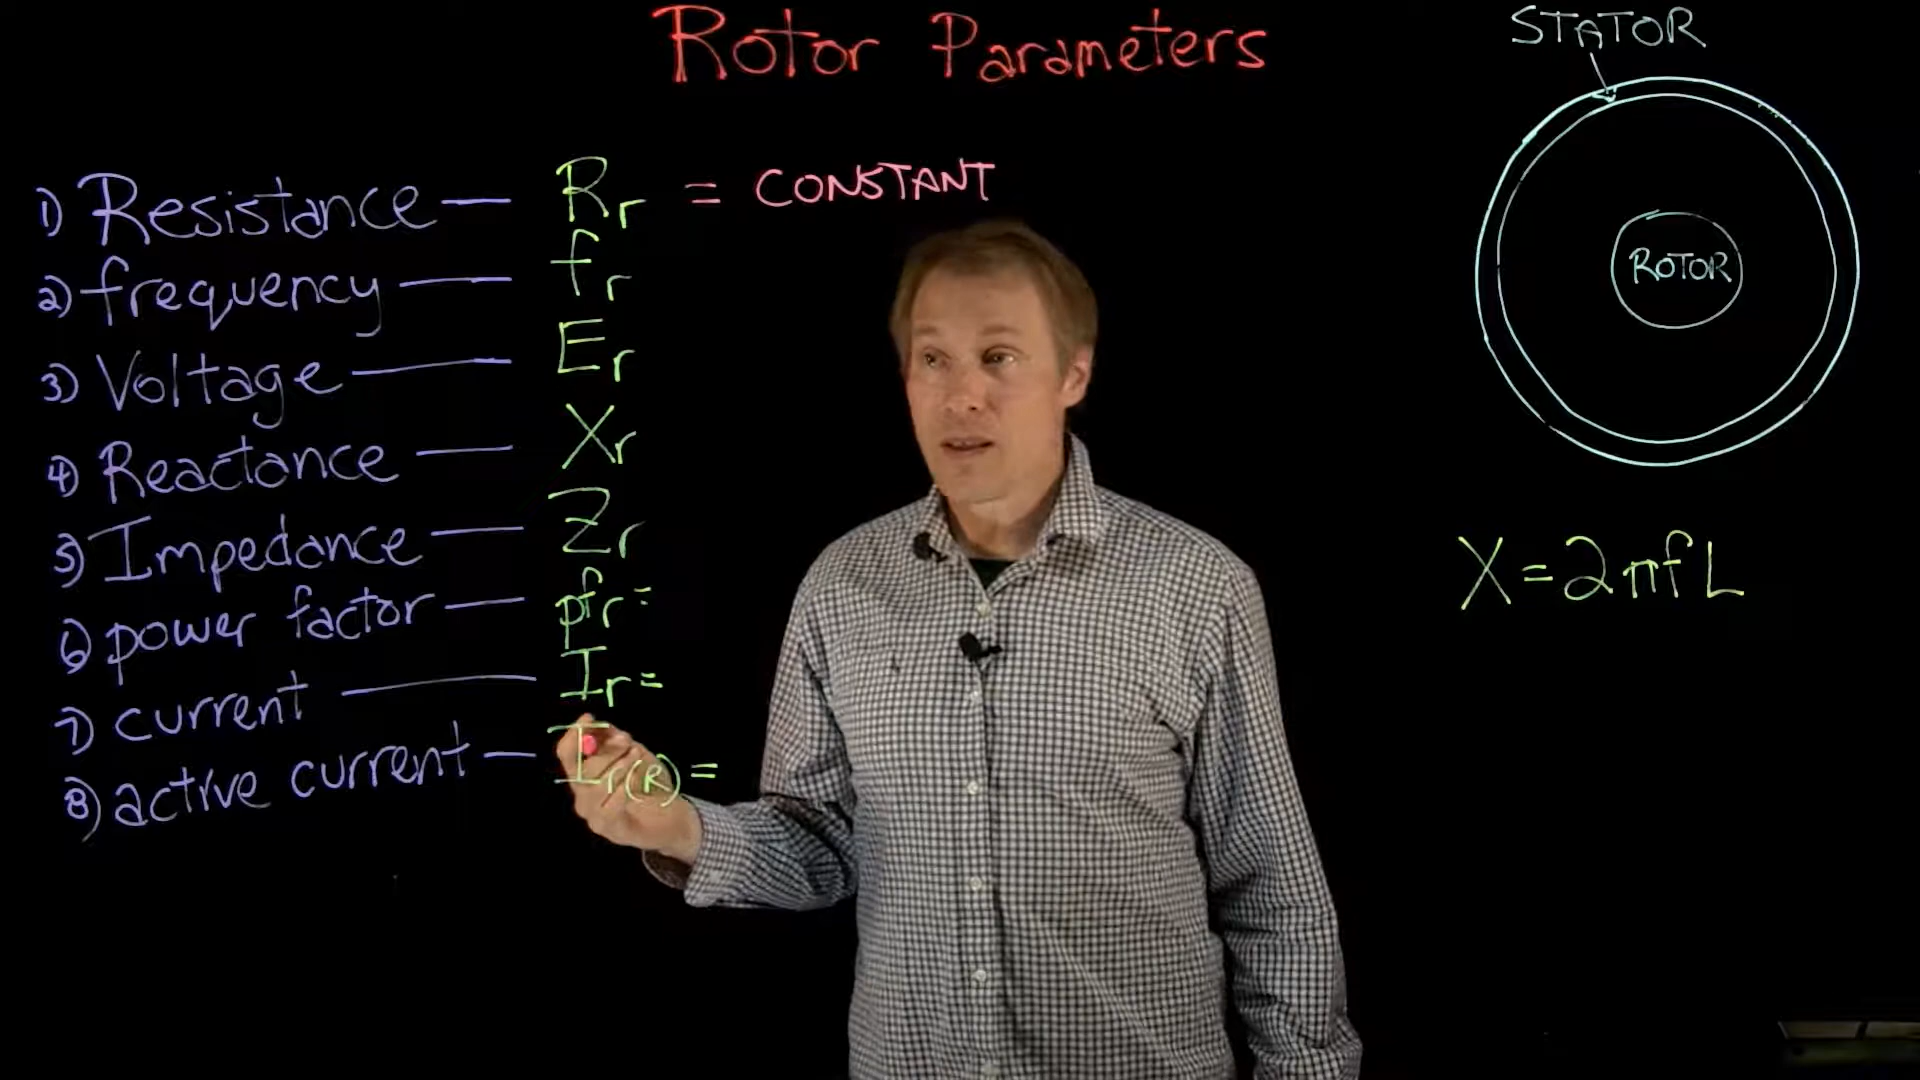 Rotor Parameters
1) Resistance — Rr = CONSTANT
2) frequency — fr
3) Voltage — Er
4) Reactance — Xr
5) Impedance — Zr
6) power factor — pfr =
7) current — Ir =
8) active current — Ir(R) =
STATOR
ROTOR
X = 2πfL